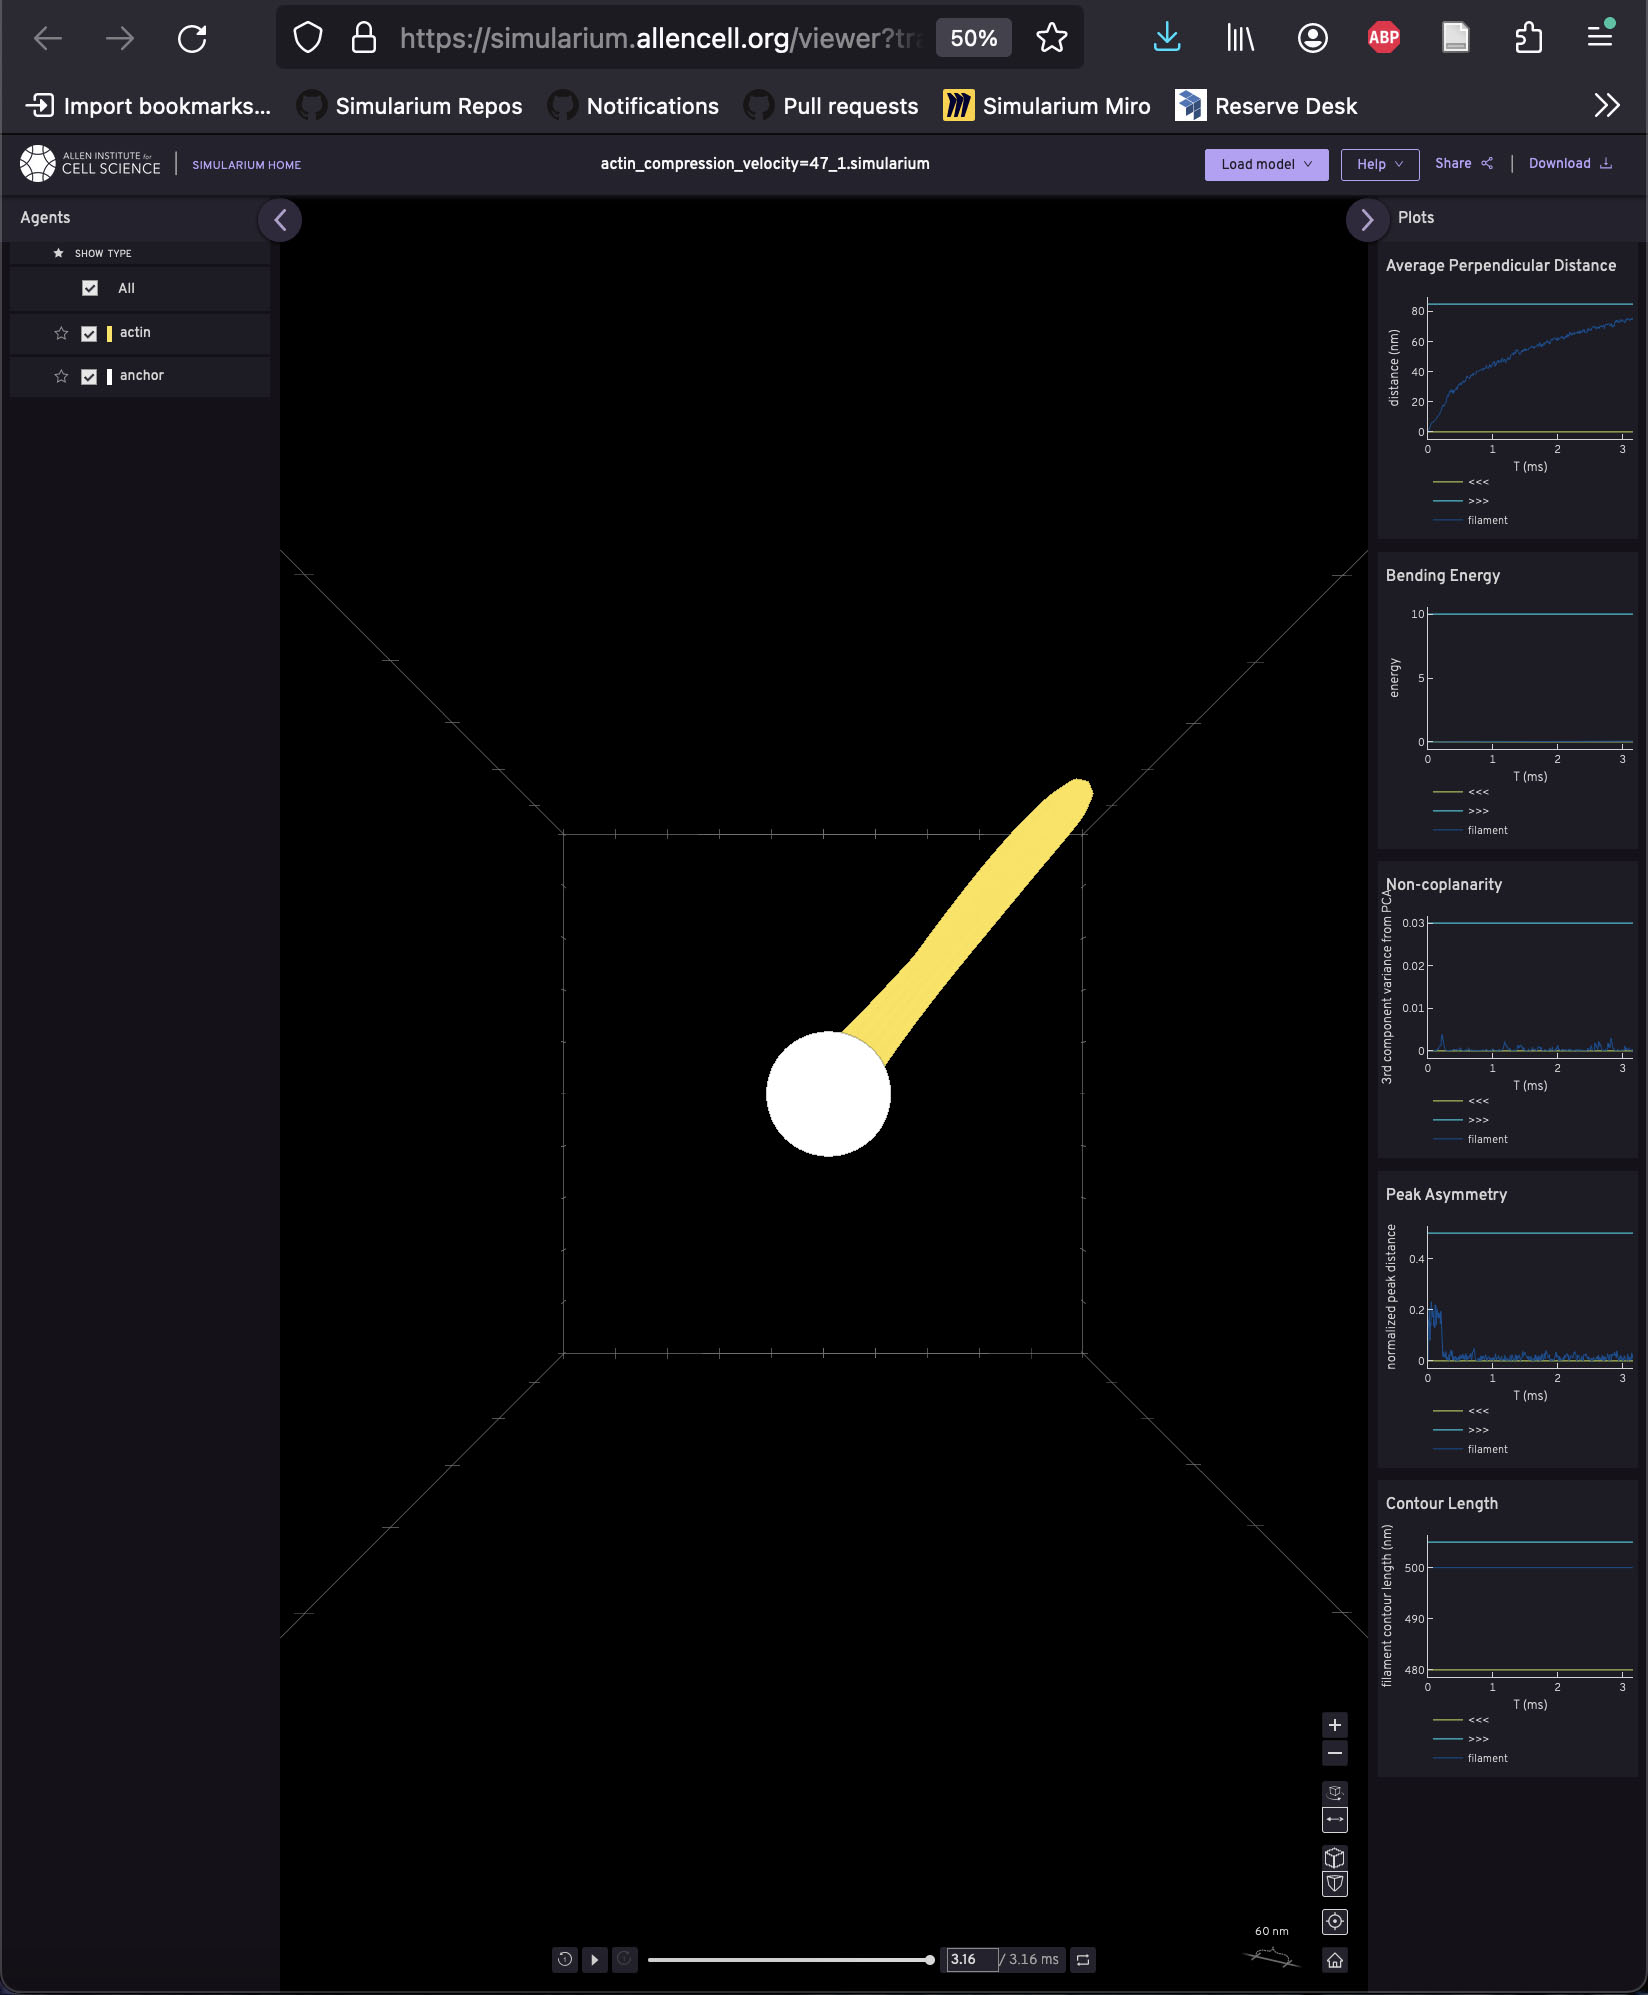 https://simularium.allencell.org/viewer?tra
50%
ABP
Import bookmarks...
Simularium Repos
Notifications
Pull requests
Simularium Miro
Reserve Desk
ALLEN INSTITUTE for
CELL SCIENCE
SIMULARIUM HOME
actin_compression_velocity=47_1.simularium
Load model
Help
Share
Download
Agents
SHOW TYPE
All
actin
anchor
Plots
Average Perpendicular Distance
distance (nm)
80
60
40
20
0
0 1 2 3
T (ms)
<<<
>>>
filament
Bending Energy
energy
10
5
0
0 1 2 3
T (ms)
<<<
>>>
filament
Non-coplanarity
3rd component variance from PCA
0.03
0.02
0.01
0
0 1 2 3
T (ms)
<<<
>>>
filament
Peak Asymmetry
normalized peak distance
0.4
0.2
0
0 1 2 3
T (ms)
<<<
>>>
filament
Contour Length
filament contour length (nm)
500
490
480
0 1 2 3
T (ms)
<<<
>>>
filament
60 nm
3.16 / 3.16 ms